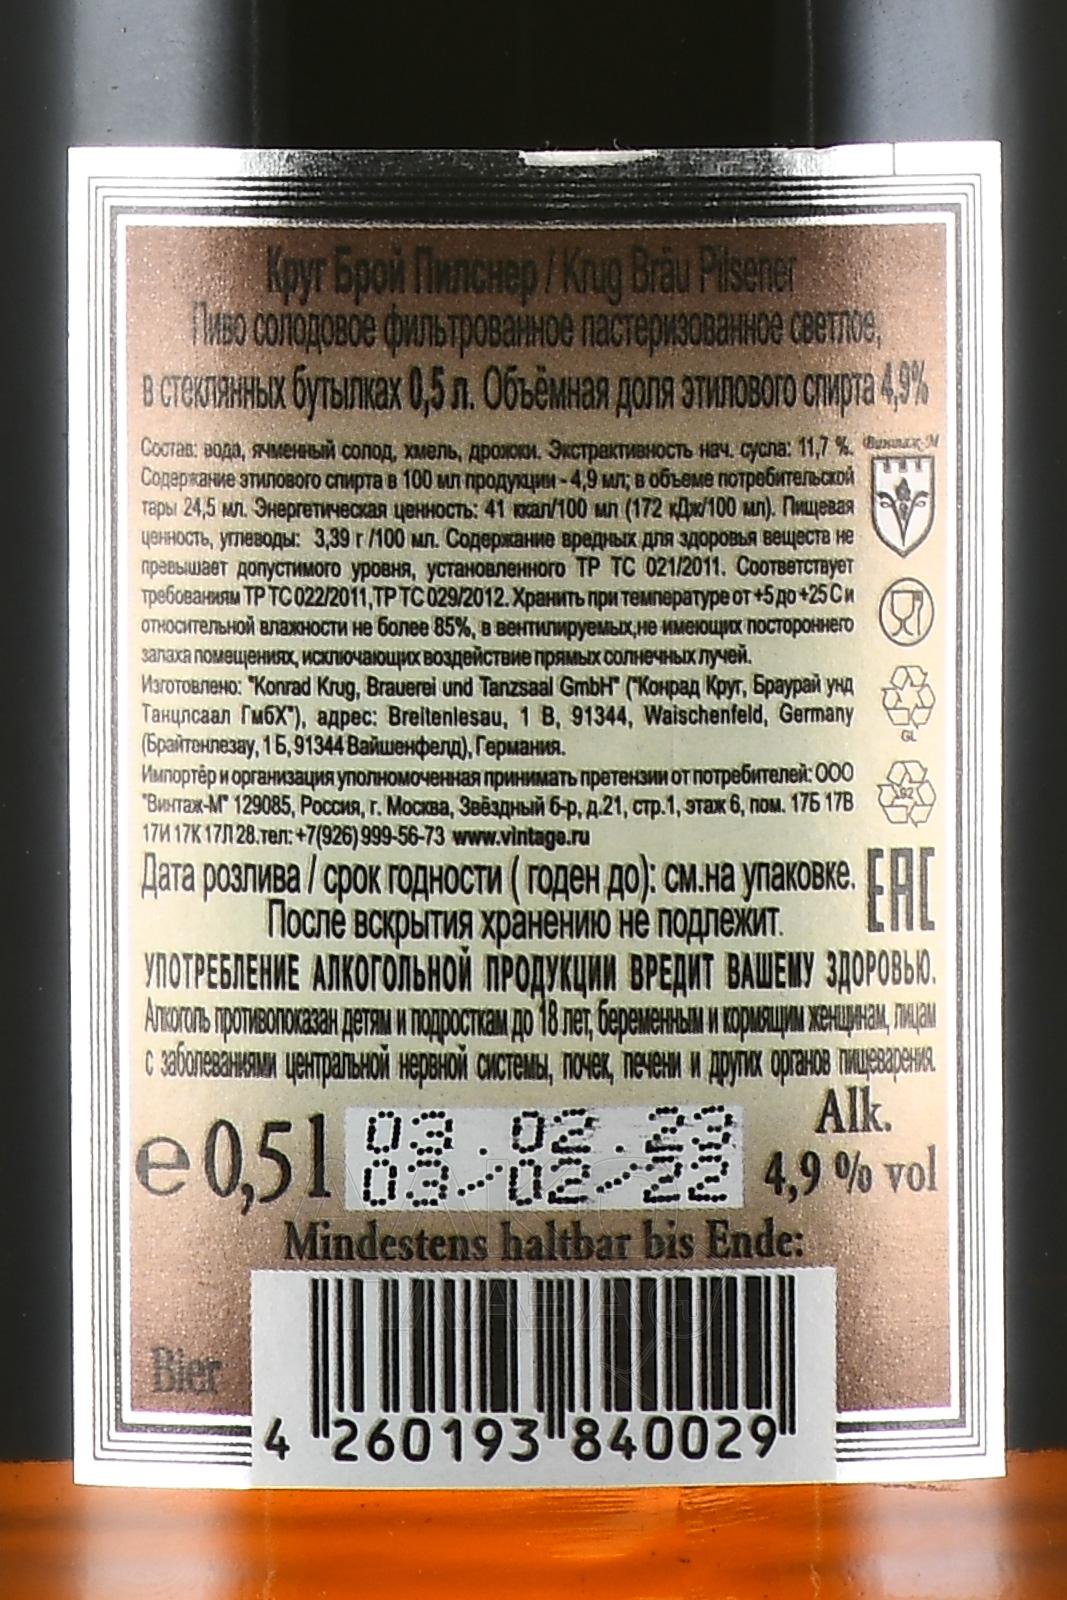 Круг Брой Пилснер / Krug Bräu Pilsener
Пиво солодовое фильтрованное пастеризованное светлое,
в стеклянных бутылках 0,5 л. Объёмная доля этилового спирта 4,9%
Состав: вода, ячменный солод, хмель, дрожжи. Экстрактивность нач. сусла: 11,7 %.
Винтаж-М
Содержание этилового спирта в 100 мл продукции - 4,9 мл; в объеме потребительской
тары 24,5 мл. Энергетическая ценность: 41 ккал/100 мл (172 кДж/100 мл). Пищевая
ценность, углеводы: 3,39 г /100 мл. Содержание вредных для здоровья веществ не
превышает допустимого уровня, установленного ТР ТС 021/2011. Соответствует
требованиям ТР ТС 022/2011,ТР ТС 029/2012. Хранить при температуре от +5 до +25 С и
относительной влажности не более 85%, в вентилируемых,не имеющих постороннего
запаха помещениях, исключающих воздействие прямых солнечных лучей.
Изготовлено: "Konrad Krug, Brauerei und Tanzsaal GmbH" ("Конрад Круг, Браурай унд
Танцлсаал ГмбХ"), адрес: Breitenlesau, 1 B, 91344, Waischenfeld, Germany
(Брайтенлезау, 1 Б, 91344 Вайшенфелд), Германия.
GL
Импортёр и организация уполномоченная принимать претензии от потребителей: ООО
"Винтаж-М" 129085, Россия, г. Москва, Звёздный б-р, д.21, стр.1, этаж 6, пом. 17Б 17В
92
17И 17К 17Л 28.тел: +7(926) 999-56-73 www.vintage.ru
Дата розлива / срок годности ( годен до): см.на упаковке.
EAC
После вскрытия хранению не подлежит.
УПОТРЕБЛЕНИЕ АЛКОГОЛЬНОЙ ПРОДУКЦИИ ВРЕДИТ ВАШЕМУ ЗДОРОВЬЮ.
Алкоголь противопоказан детям и подросткам до 18 лет, беременным и кормящим женщинам, лицам
с заболеваниями центральной нервной системы, почек, печени и других органов пищеварения.
℮ 0,5 l
03.02.23
03/02/22
Alk.
4,9 % vol
Mindestens haltbar bis Ende:
Bier
4 260193 840029